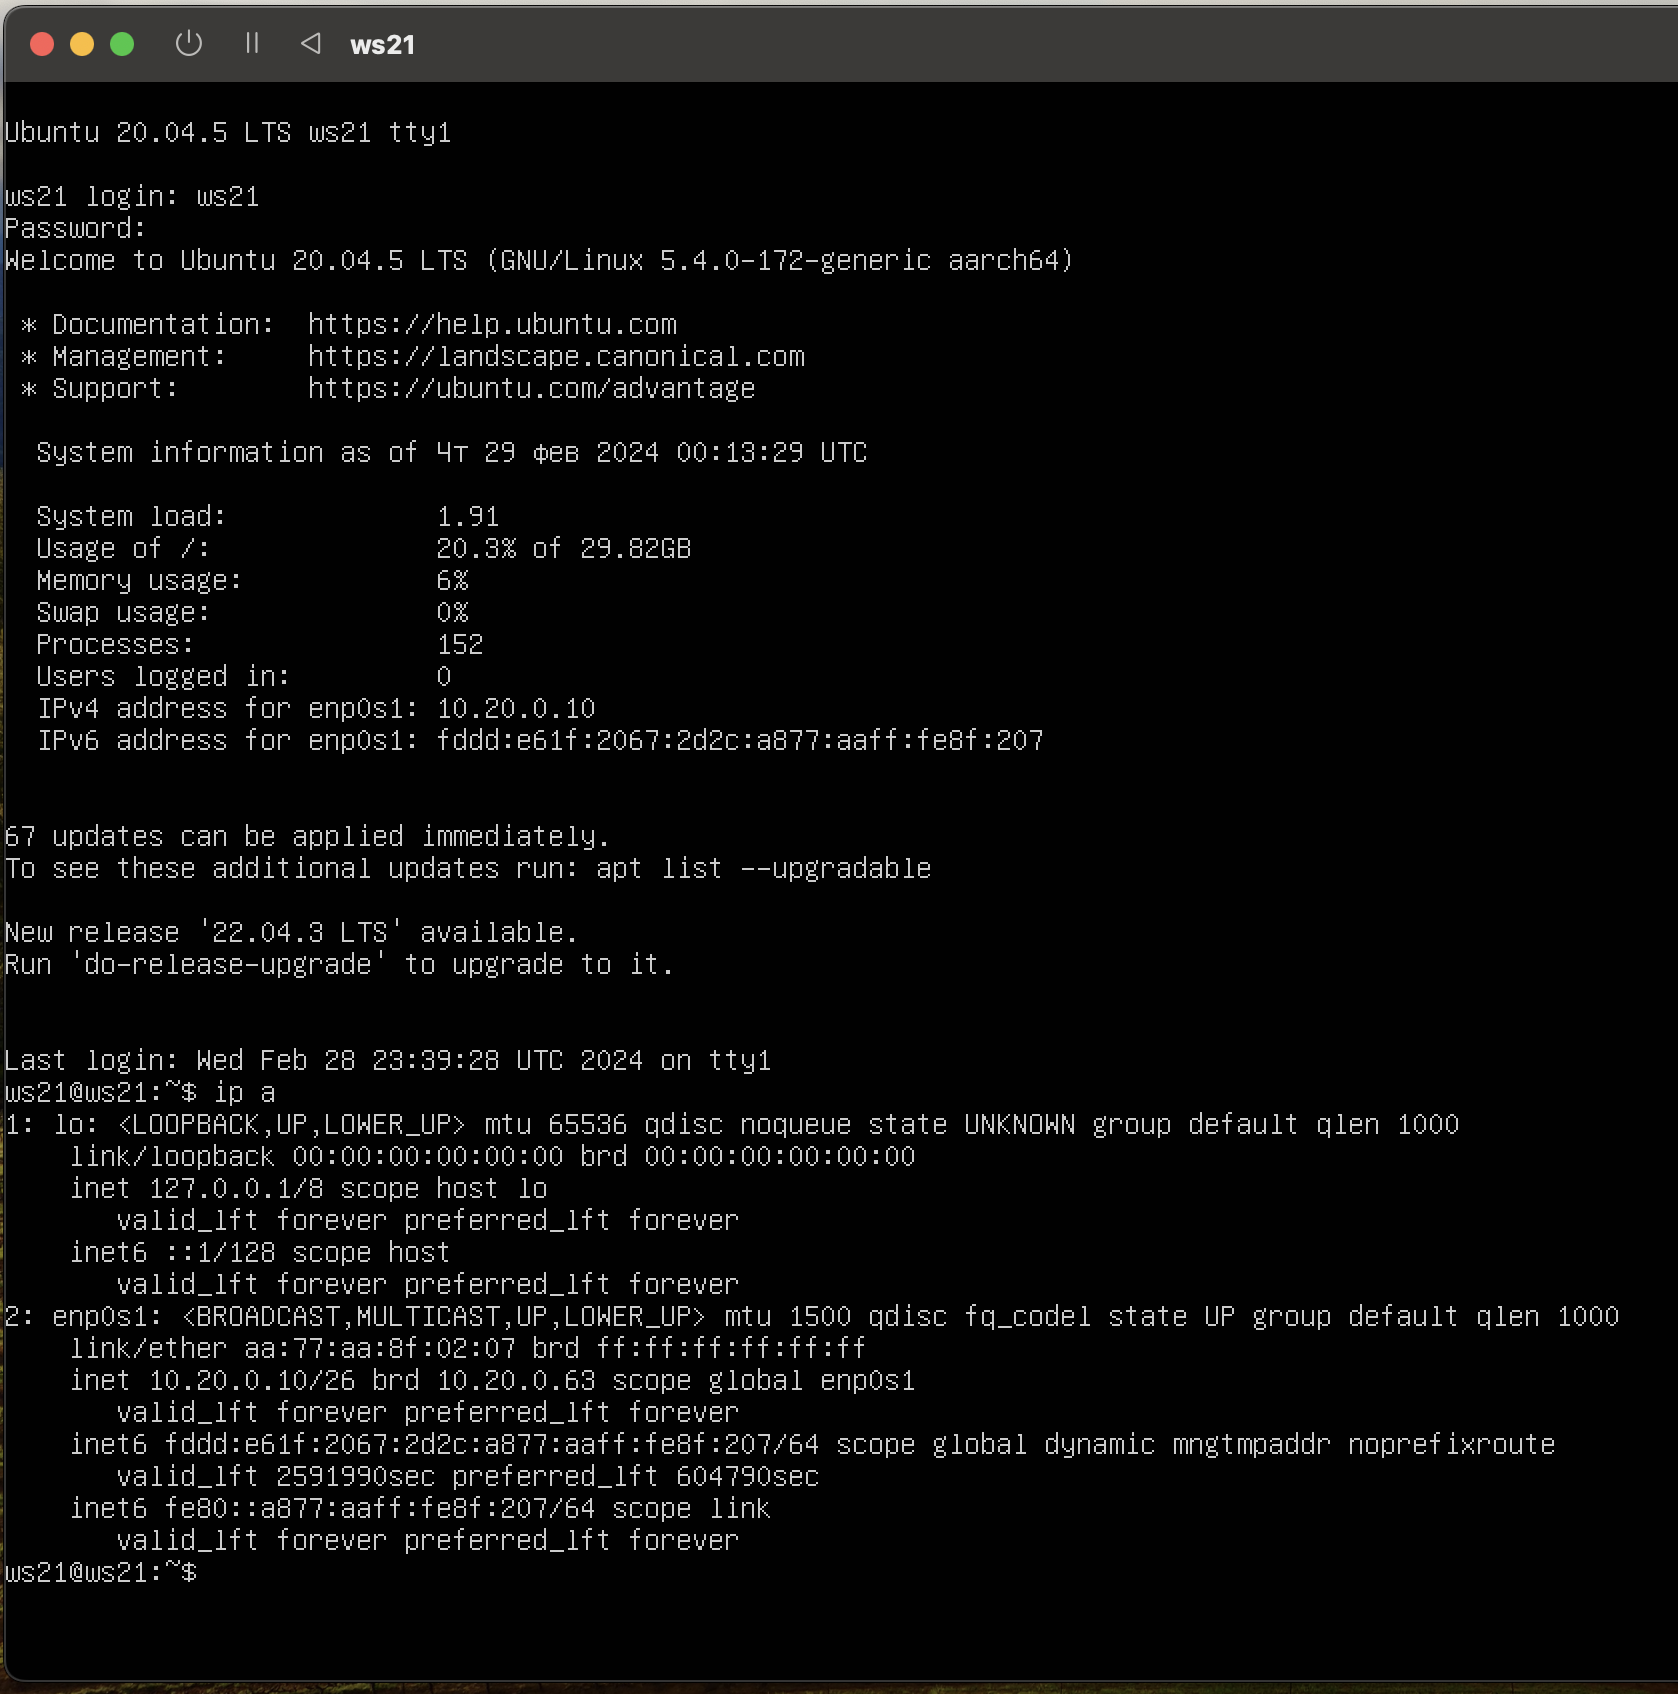 ws21
Ubuntu 20.04.5 LTS ws21 tty1
ws21 login: ws21
Password:
Welcome to Ubuntu 20.04.5 LTS (GNU/Linux 5.4.0-172-generic aarch64)
* Documentation:  https://help.ubuntu.com
* Management:     https://landscape.canonical.com
* Support:        https://ubuntu.com/advantage
System information as of Чт 29 фев 2024 00:13:29 UTC
System load:             1.91
Usage of /:              20.3% of 29.82GB
Memory usage:            6%
Swap usage:              0%
Processes:               152
Users logged in:         0
IPv4 address for enp0s1: 10.20.0.10
IPv6 address for enp0s1: fddd:e61f:2067:2d2c:a877:aaff:fe8f:207
67 updates can be applied immediately.
To see these additional updates run: apt list --upgradable
New release '22.04.3 LTS' available.
Run 'do-release-upgrade' to upgrade to it.
Last login: Wed Feb 28 23:39:28 UTC 2024 on tty1
ws21@ws21:~$ ip a
1: lo: <LOOPBACK,UP,LOWER_UP> mtu 65536 qdisc noqueue state UNKNOWN group default qlen 1000
link/loopback 00:00:00:00:00:00 brd 00:00:00:00:00:00
inet 127.0.0.1/8 scope host lo
valid_lft forever preferred_lft forever
inet6 ::1/128 scope host
valid_lft forever preferred_lft forever
2: enp0s1: <BROADCAST,MULTICAST,UP,LOWER_UP> mtu 1500 qdisc fq_codel state UP group default qlen 1000
link/ether aa:77:aa:8f:02:07 brd ff:ff:ff:ff:ff:ff
inet 10.20.0.10/26 brd 10.20.0.63 scope global enp0s1
valid_lft forever preferred_lft forever
inet6 fddd:e61f:2067:2d2c:a877:aaff:fe8f:207/64 scope global dynamic mngtmpaddr noprefixroute
valid_lft 2591990sec preferred_lft 604790sec
inet6 fe80::a877:aaff:fe8f:207/64 scope link
valid_lft forever preferred_lft forever
ws21@ws21:~$